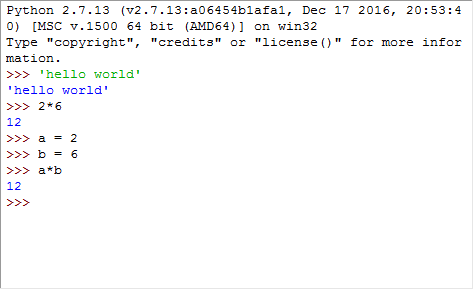 Python 2.7.13 (v2.7.13:a06454b1afa1, Dec 17 2016, 20:53:4
0) [MSC v.1500 64 bit (AMD64)] on win32
Type "copyright", "credits" or "license()" for more infor
mation.
>>> 'hello world'
'hello world'
>>> 2*6
12
>>> a = 2
>>> b = 6
>>> a*b
12
>>>